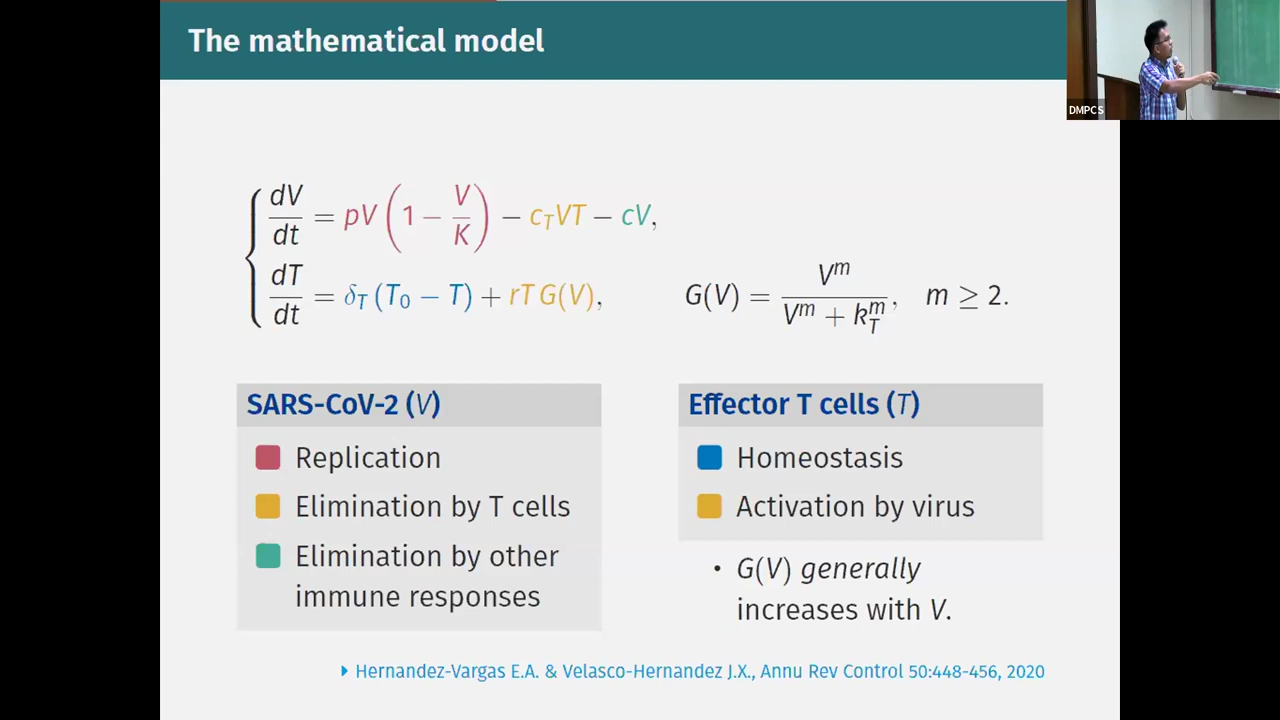 The mathematical model
DMPCS
dV/dt = pV (1 − V/K) − c_T VT − cV,
dT/dt = δ_T (T_0 − T) + rT G(V),
G(V) = V^m / (V^m + k_T^m), m ≥ 2.
SARS-CoV-2 (V)
Replication
Elimination by T cells
Elimination by other
immune responses
Effector T cells (T)
Homeostasis
Activation by virus
• G(V) generally
increases with V.
Hernandez-Vargas E.A. & Velasco-Hernandez J.X., Annu Rev Control 50:448-456, 2020